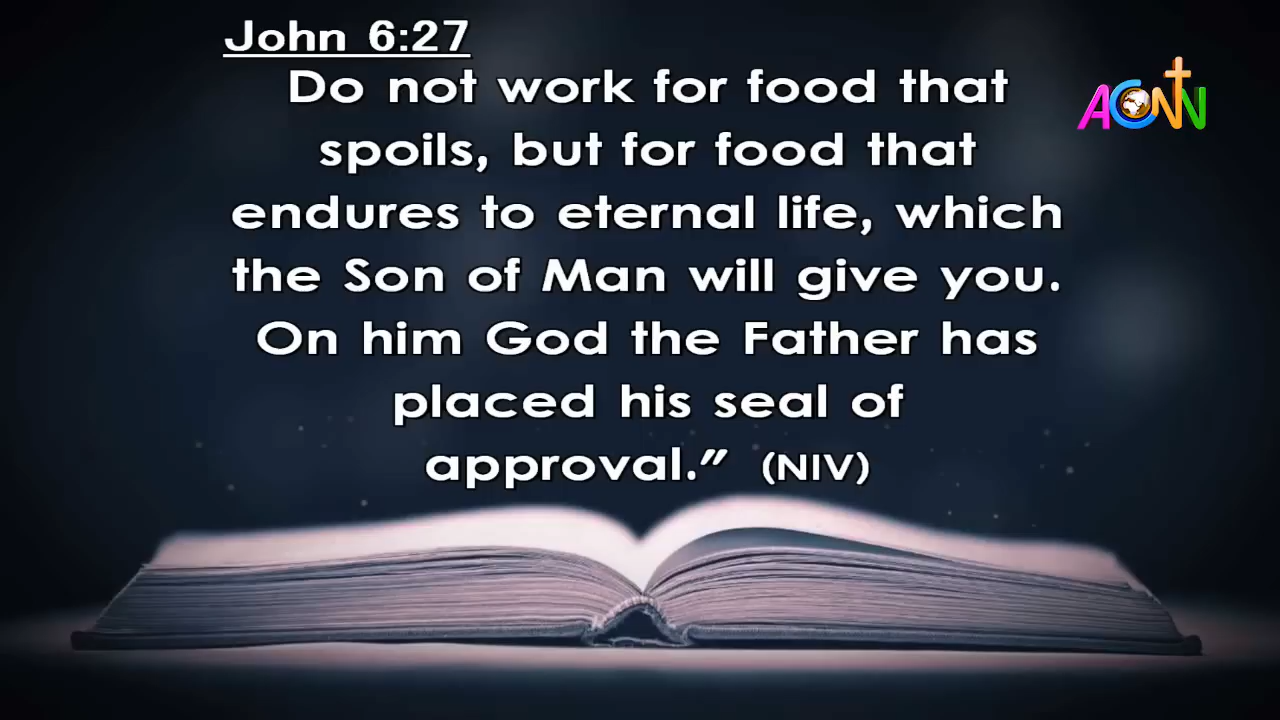 John 6:27
ACNN
Do not work for food that
spoils, but for food that
endures to eternal life, which
the Son of Man will give you.
On him God the Father has
placed his seal of
approval.” (NIV)